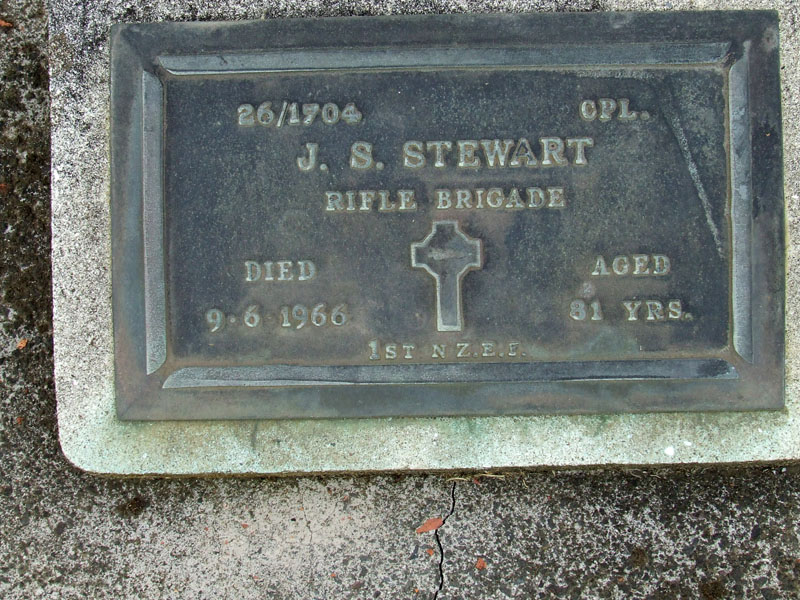 26/1704 CPL.
J. S. STEWART
RIFLE BRIGADE
DIED AGED
9·6·1966 81 YRS.
1ST N.Z.E.F.